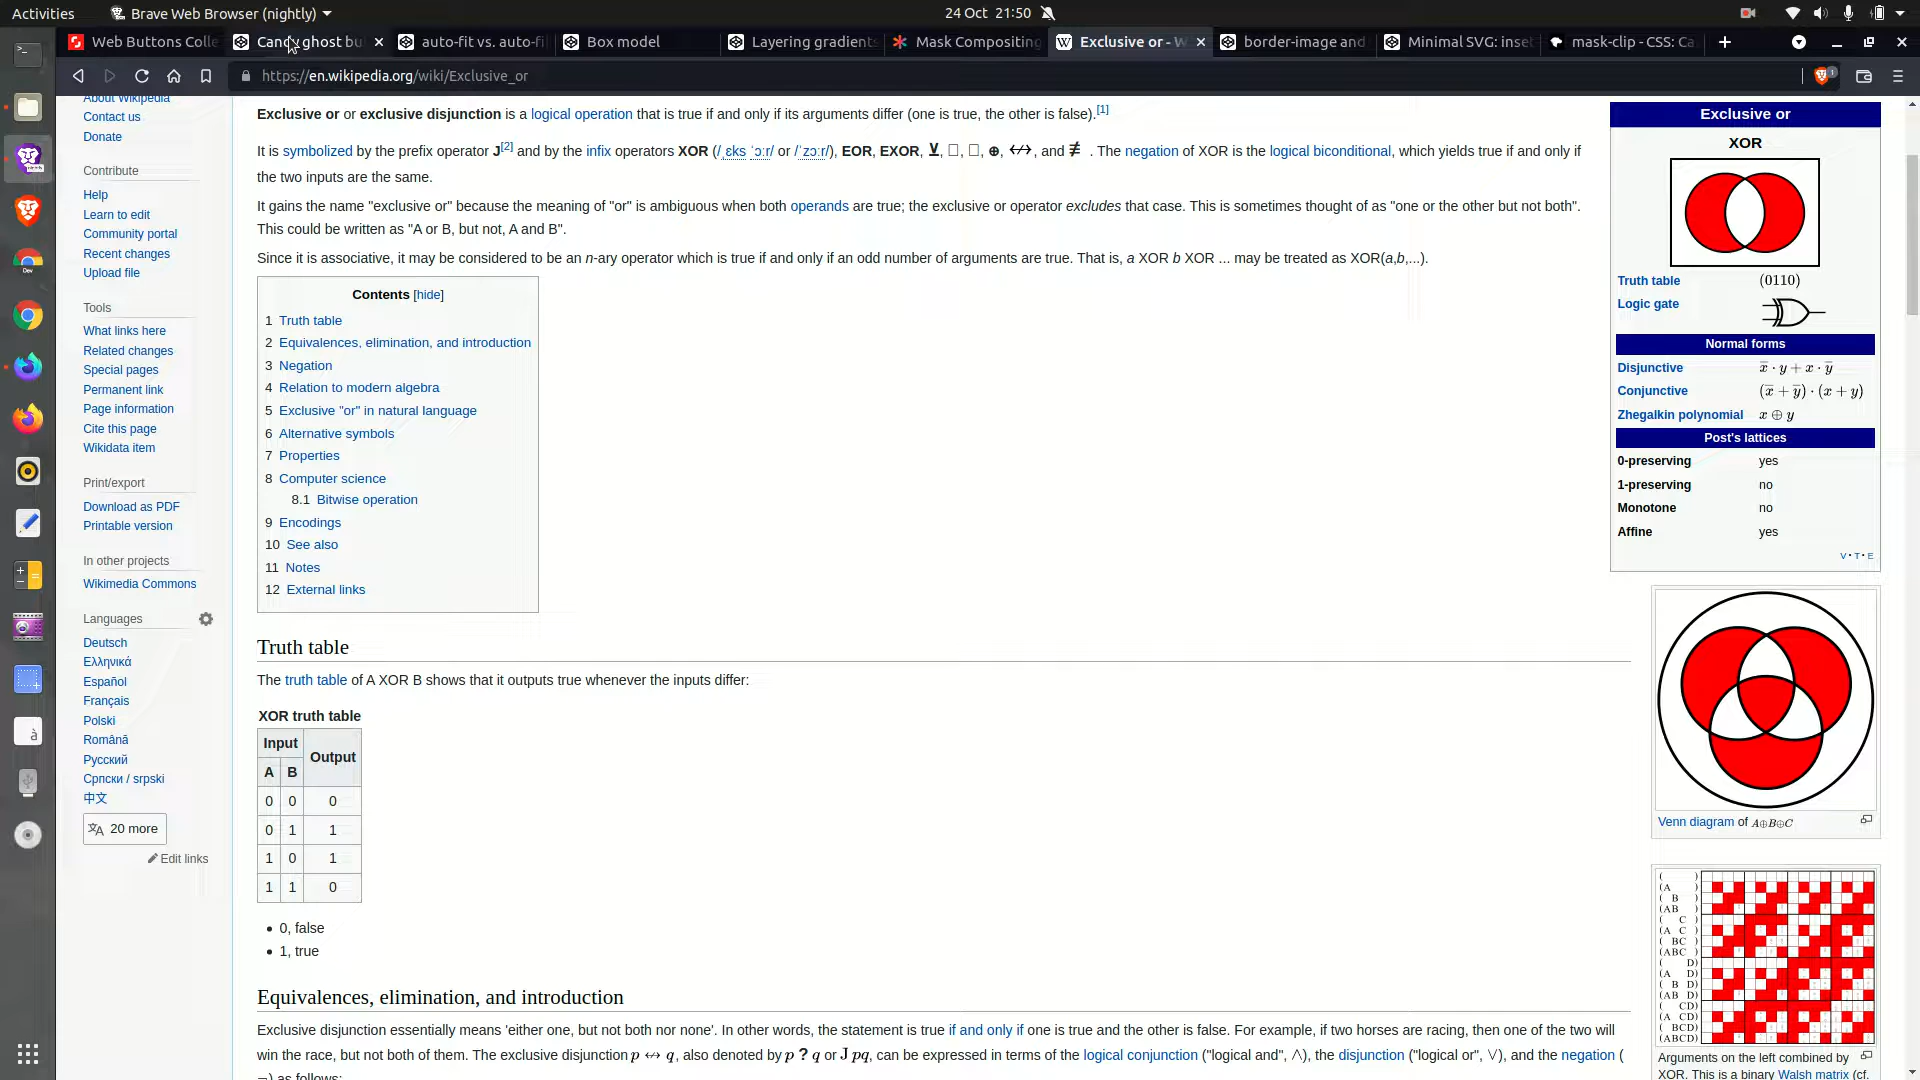 Activities
Brave Web Browser (nightly)
24 Oct 21:50
Web Buttons Colle
Candy ghost bu
auto-fit vs. auto-fi
Box model
Layering gradients
Mask Compositing
Exclusive or - W
border-image and
Minimal SVG: inset
mask-clip - CSS: Ca
https://en.wikipedia.org/wiki/Exclusive_or
About Wikipedia
Contact us
Donate
Contribute
Help
Learn to edit
Community portal
Recent changes
Upload file
Tools
What links here
Related changes
Special pages
Permanent link
Page information
Cite this page
Wikidata item
Print/export
Download as PDF
Printable version
In other projects
Wikimedia Commons
Languages
Deutsch
Ελληνικά
Español
Français
Polski
Română
Русский
Српски / srpski
中文
20 more
Edit links
Exclusive or or exclusive disjunction is a logical operation that is true if and only if its arguments differ (one is true, the other is false).[1]
It is symbolized by the prefix operator J[2] and by the infix operators XOR (/ˌɛks ˈɔːr/ or /ˈzɔːr/), EOR, EXOR, ⊻, ⊕, ↮, and ≢. The negation of XOR is the logical biconditional, which yields true if and only if
the two inputs are the same.
It gains the name "exclusive or" because the meaning of "or" is ambiguous when both operands are true; the exclusive or operator excludes that case. This is sometimes thought of as "one or the other but not both".
This could be written as "A or B, but not, A and B".
Since it is associative, it may be considered to be an n-ary operator which is true if and only if an odd number of arguments are true. That is, a XOR b XOR ... may be treated as XOR(a,b,...).
Contents [hide]
1 Truth table
2 Equivalences, elimination, and introduction
3 Negation
4 Relation to modern algebra
5 Exclusive "or" in natural language
6 Alternative symbols
7 Properties
8 Computer science
8.1 Bitwise operation
9 Encodings
10 See also
11 Notes
12 External links
Truth table
The truth table of A XOR B shows that it outputs true whenever the inputs differ:
XOR truth table
Input
Output
A B
0 0 0
0 1 1
1 0 1
1 1 0
• 0, false
• 1, true
Equivalences, elimination, and introduction
Exclusive disjunction essentially means 'either one, but not both nor none'. In other words, the statement is true if and only if one is true and the other is false. For example, if two horses are racing, then one of the two will
win the race, but not both of them. The exclusive disjunction p ↮ q, also denoted by p ? q or J pq, can be expressed in terms of the logical conjunction ("logical and", ∧), the disjunction ("logical or", ∨), and the negation (
¬) as follows:
Exclusive or
XOR
Truth table (0110)
Logic gate
Normal forms
Disjunctive x̅ · y + x · y̅
Conjunctive (x̅ + y̅) · (x + y)
Zhegalkin polynomial x ⊕ y
Post's lattices
0-preserving yes
1-preserving no
Monotone no
Affine yes
V · T · E
Venn diagram of A⊕B⊕C
( )
(A )
( B )
(AB )
( C )
(A C )
( BC )
(ABC )
( D)
(A D)
( B D)
(AB D)
( CD)
(A CD)
( BCD)
(ABCD)
Arguments on the left combined by
XOR. This is a binary Walsh matrix (cf.